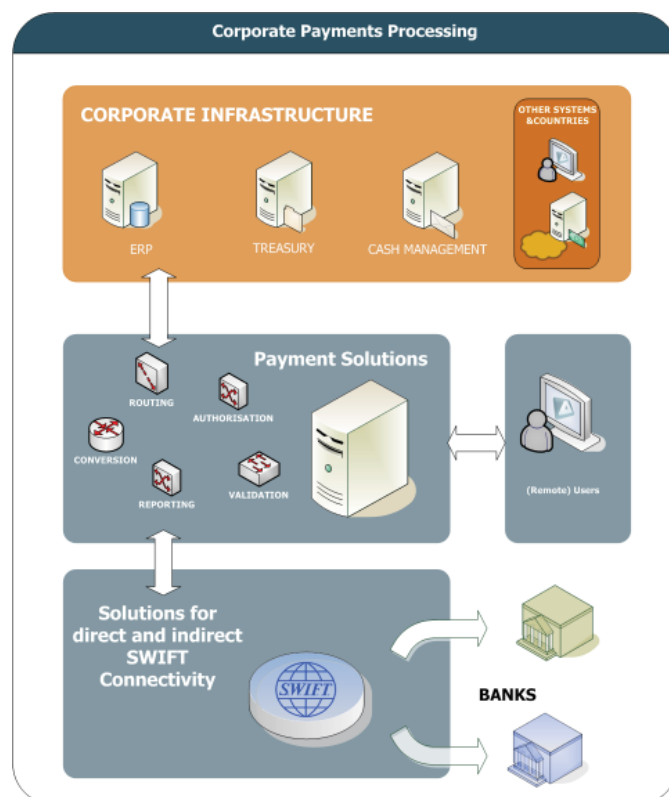 Corporate Payments Processing
CORPORATE INFRASTRUCTURE
OTHER SYSTEMS
&COUNTRIES
ERP
TREASURY
CASH MANAGEMENT
Payment Solutions
ROUTING
AUTHORISATION
CONVERSION
REPORTING
VALIDATION
(Remote) Users
Solutions for
direct and indirect
SWIFT
Connectivity
SWIFT
BANKS